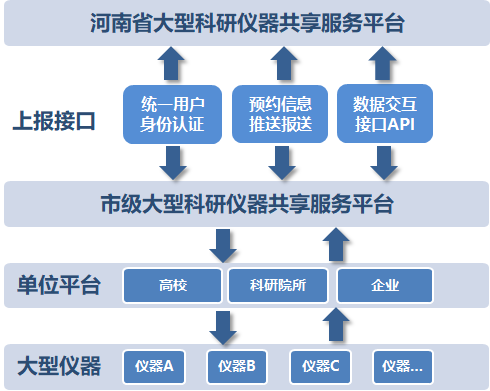 河南省大型科研仪器共享服务平台
上报接口
统一用户
身份认证
预约信息
推送报送
数据交互
接口API
市级大型科研仪器共享服务平台
单位平台
高校
科研院所
企业
大型仪器
仪器A
仪器B
仪器C
仪器...